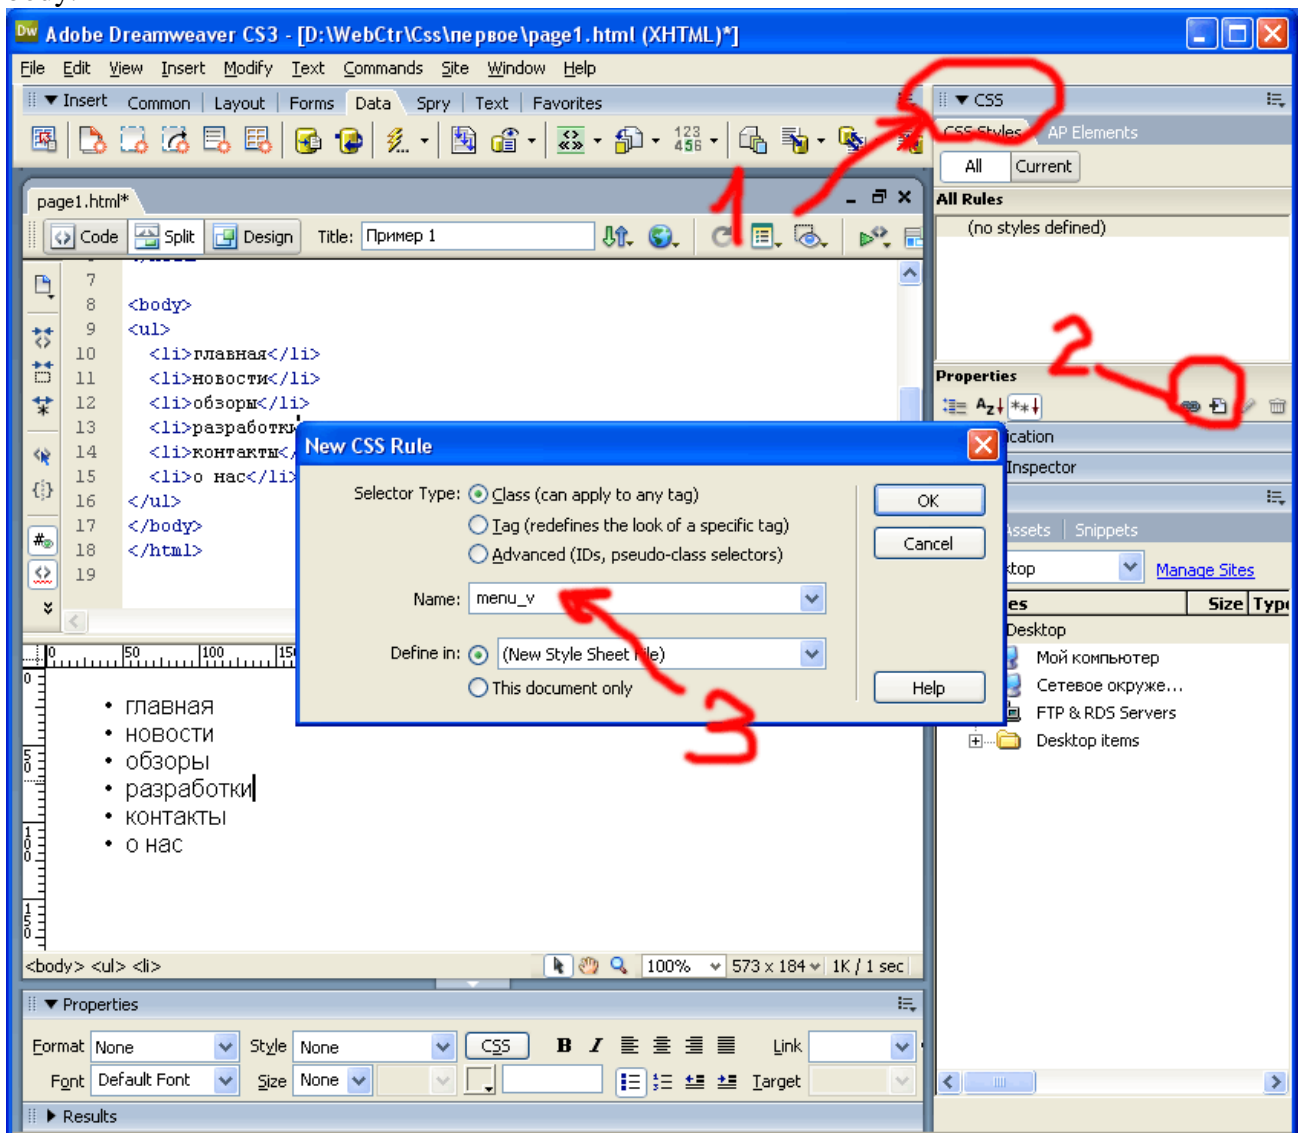 Adobe Dreamweaver CS3 - [D:\WebCtr\Css\первое\page1.html (XHTML)*]
File Edit View Insert Modify Text Commands Site Window Help
Insert Common Layout Forms Data Spry Text Favorites
CSS
CSS Styles AP Elements
All Current
All Rules
(no styles defined)
1
page1.html*
Code Split Design Title: Пример 1
7
8 <body>
9 <ul>
10 <li>главная</li>
11 <li>новости</li>
12 <li>обзоры</li>
13 <li>разработки
14 <li>контакты</
15 <li>о нас</li>
16 </ul>
17 </body>
18 </html>
19
2
Properties
ication
Inspector
Assets Snippets
ktop Manage Sites
es Size Type
Desktop
Мой компьютер
Сетевое окруже...
FTP & RDS Servers
Desktop items
New CSS Rule
Selector Type: Class (can apply to any tag)
Tag (redefines the look of a specific tag)
Advanced (IDs, pseudo-class selectors)
Name: menu_v
Define in: (New Style Sheet File)
This document only
OK
Cancel
Help
3
0 50 100 15
• главная
• новости
• обзоры
• разработки
• контакты
• о нас
<body> <ul> <li> 100% 573 x 184 1K / 1 sec
Properties
Format None Style None CSS B I Link
Font Default Font Size None Target
Results